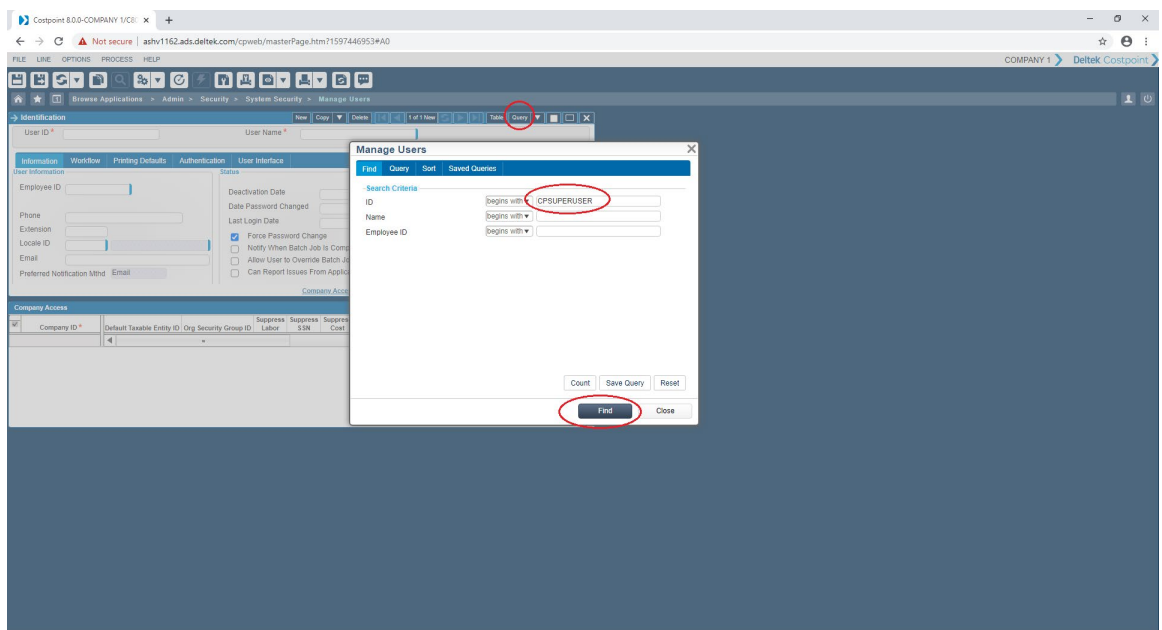 Costpoint 8.0.0-COMPANY 1/C8
Not secure | ashv1162.ads.deltek.com/cpweb/masterPage.htm?1597446953#A0
FILE LINE OPTIONS PROCESS HELP
COMPANY 1 Deltek Costpoint
Browse Applications > Admin > Security > System Security > Manage Users
Identification New Copy Delete 1 of 1 New Table Query
User ID * User Name *
Manage Users
Information Workflow Printing Defaults Authentication User Interface
Find Query Sort Saved Queries
User Information Status
Search Criteria
Employee ID
Deactivation Date
ID begins with CPSUPERUSER
Date Password Changed
Name begins with
Phone
Last Login Date
Employee ID begins with
Extension
Force Password Change
Locale ID
Notify When Batch Job Is Comp
Email
Allow User to Override Batch Jo
Preferred Notification Mthd Email
Can Report Issues From Applica
Company Acce
Company Access
Company ID * Default Taxable Entity ID Org Security Group ID Suppress Labor Suppress SSN Suppres Cost
Count Save Query Reset
Find Close